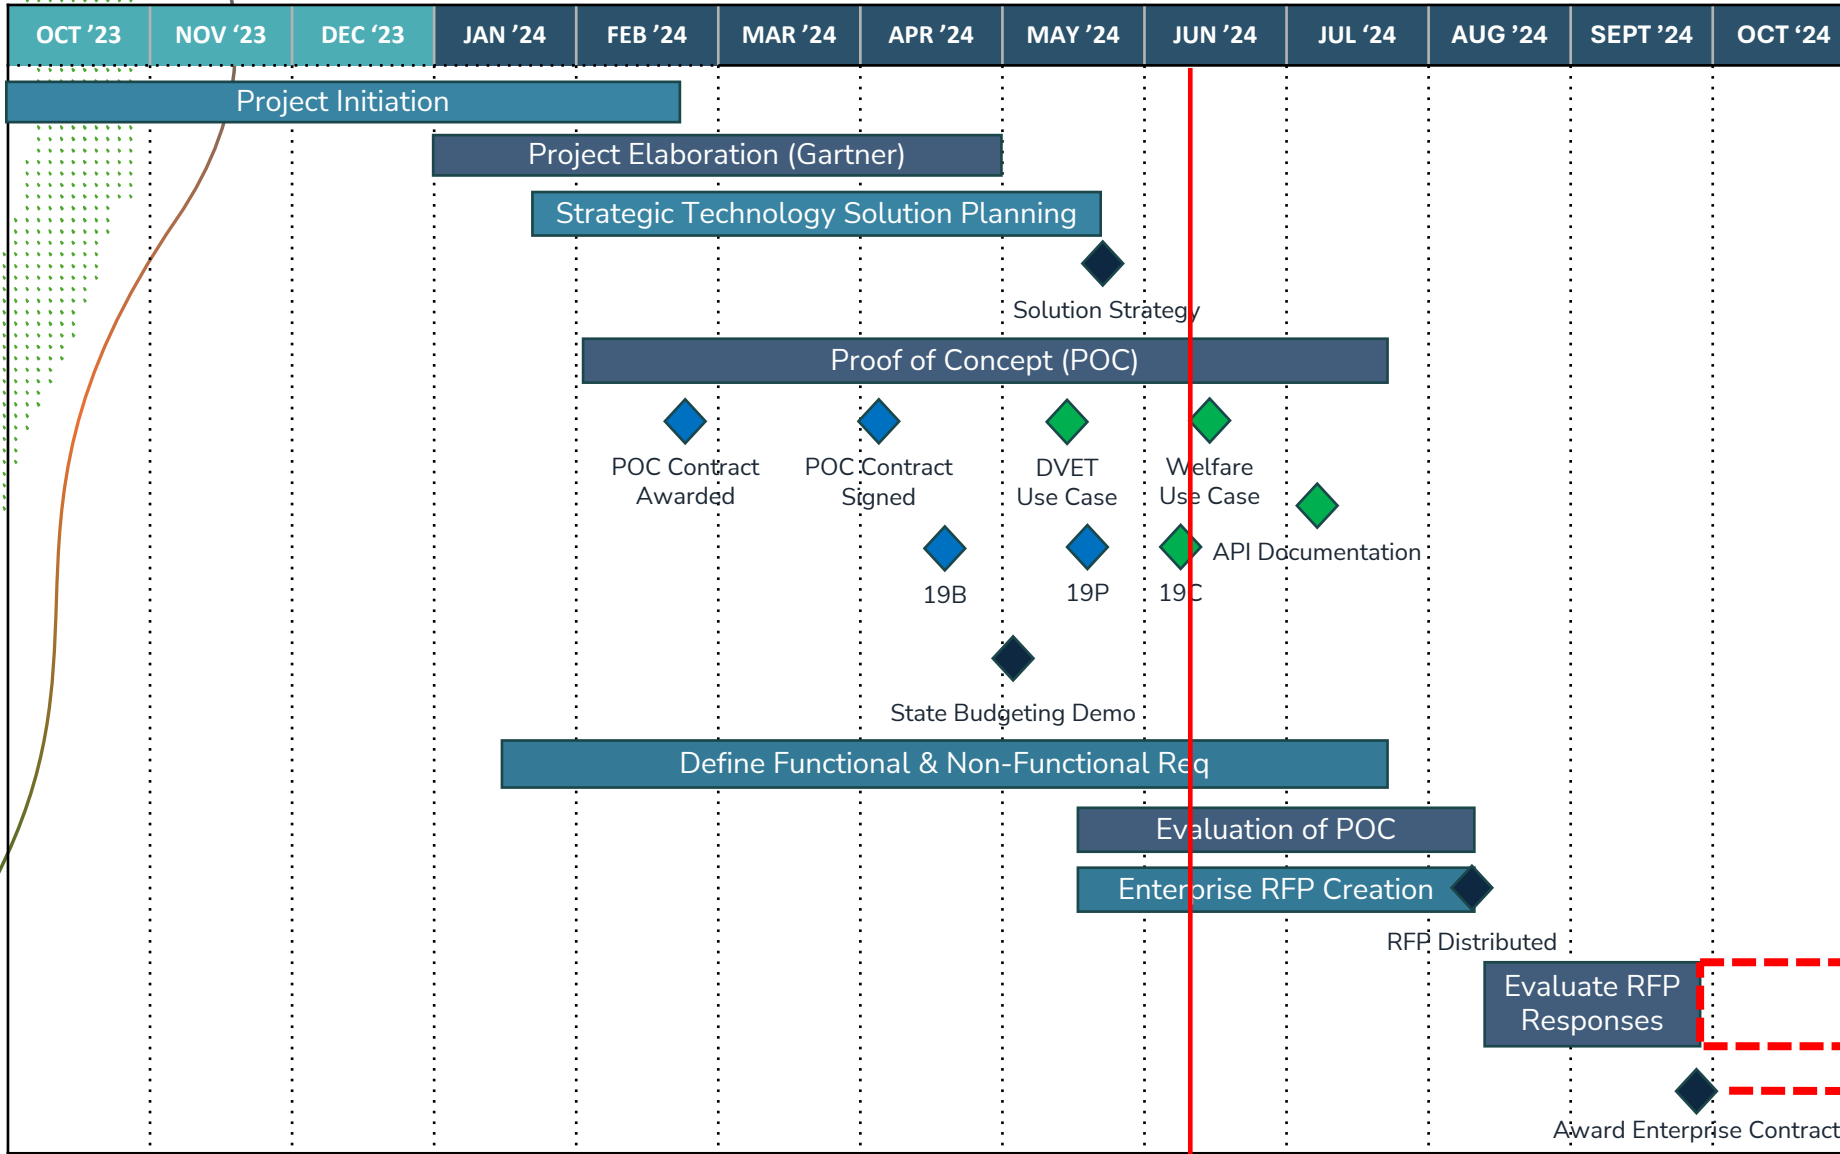 OCT ’23 NOV ‘23 DEC ‘23 JAN ’24 FEB ’24 MAR ’24 APR ’24 MAY ’24 JUN ’24 JUL ‘24 AUG ’24 SEPT ’24 OCT ‘24
Project Initiation
Project Elaboration (Gartner)
Strategic Technology Solution Planning
Solution Strategy
Proof of Concept (POC)
POC Contract
Awarded
POC Contract
Signed
DVET
Use Case
Welfare
Use Case
API Documentation
19B
19P
19C
State Budgeting Demo
Define Functional & Non-Functional Req
Evaluation of POC
Enterprise RFP Creation
RFP Distributed
Evaluate RFP
Responses
Award Enterprise Contract